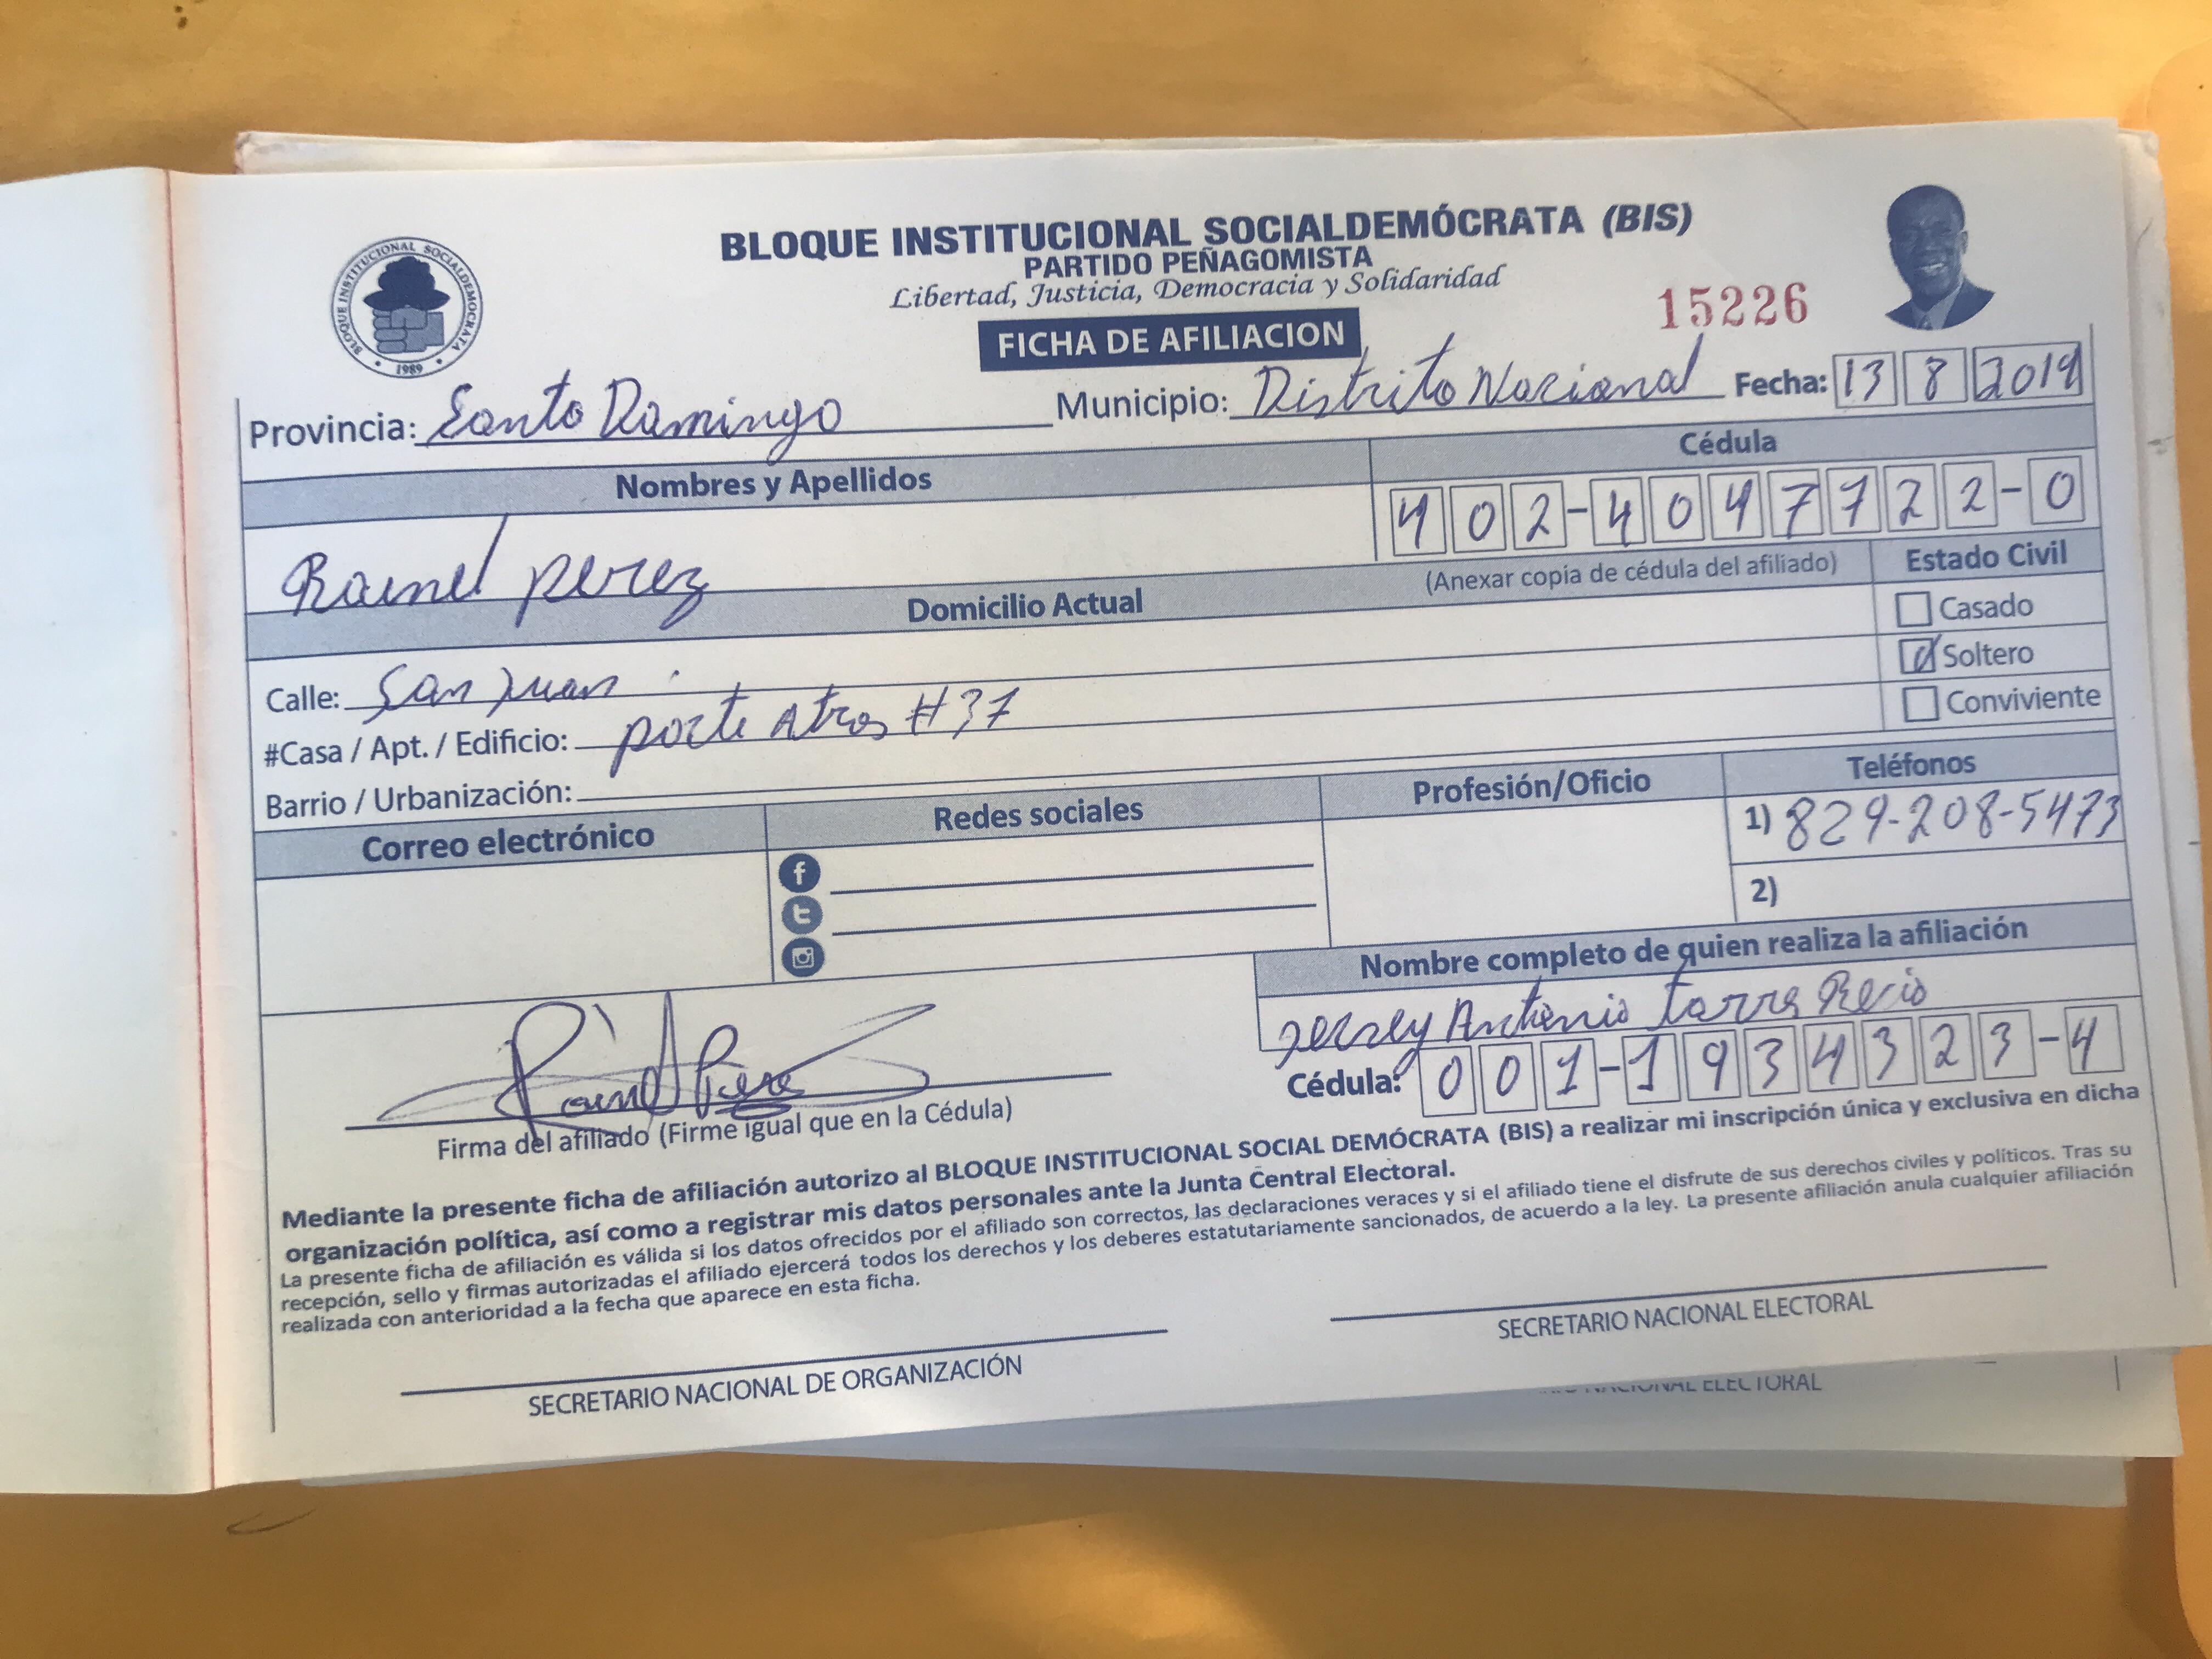 BLOQUE INSTITUCIONAL SOCIALDEMÓCRATA (BIS)
PARTIDO PEÑAGOMISTA
Libertad, Justicia, Democracia y Solidaridad
BLOQUE INSTITUCIONAL SOCIALDEMOCRATA
• 1989 •
15226
FICHA DE AFILIACION
Provincia: Santo Domingo Municipio: Distrito Nacional Fecha: 13 8 2019
Nombres y Apellidos Cédula
Rainel perez 402-4047722-0
(Anexar copia de cédula del afiliado)
Domicilio Actual Estado Civil
Casado
Calle: San Juan Soltero
#Casa / Apt. / Edificio: parte Atras #37 Conviviente
Barrio / Urbanización:
Correo electrónico Redes sociales Profesión/Oficio Teléfonos
1) 829-208-5473
2)
Nombre completo de quien realiza la afiliación
Antonio
Cédula: 001-1934323-4
Firma del afiliado (Firme igual que en la Cédula)
Mediante la presente ficha de afiliación autorizo al BLOQUE INSTITUCIONAL SOCIAL DEMÓCRATA (BIS) a realizar mi inscripción única y exclusiva en dicha
organización política, así como a registrar mis datos personales ante la Junta Central Electoral.
La presente ficha de afiliación es válida si los datos ofrecidos por el afiliado son correctos, las declaraciones veraces y si el afiliado tiene el disfrute de sus derechos civiles y políticos. Tras su
recepción, sello y firmas autorizadas el afiliado ejercerá todos los derechos y los deberes estatutariamente sancionados, de acuerdo a la ley. La presente afiliación anula cualquier afiliación
realizada con anterioridad a la fecha que aparece en esta ficha.
SECRETARIO NACIONAL DE ORGANIZACIÓN
SECRETARIO NACIONAL ELECTORAL
NACIONAL ELECTORAL